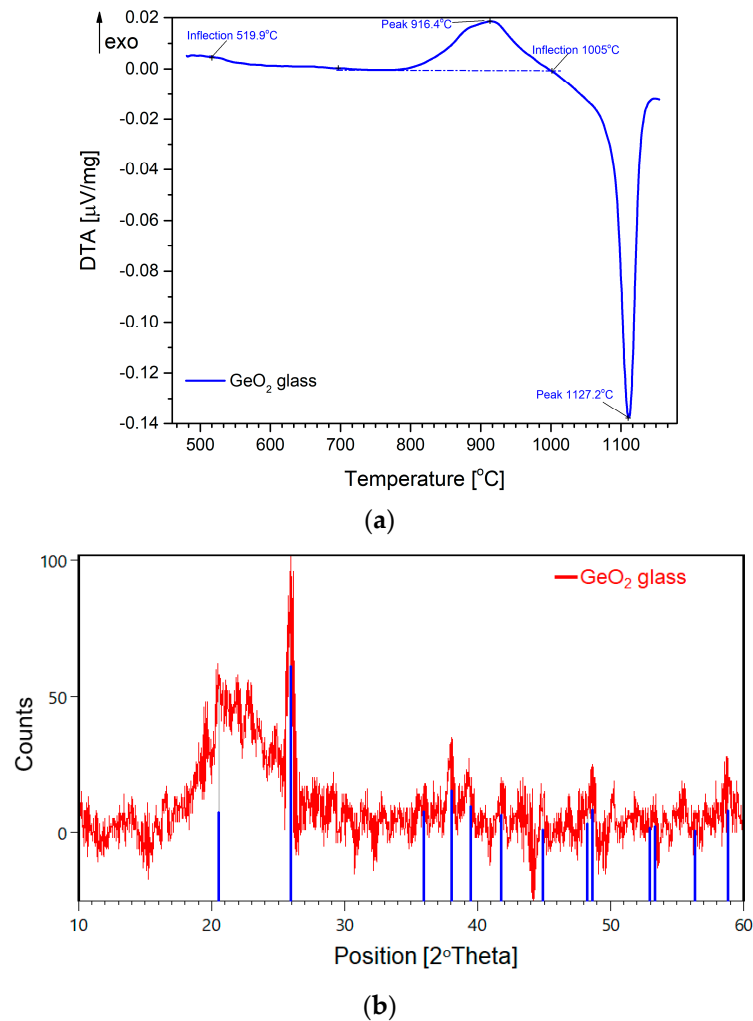 exo
0.02
0.00
-0.02
-0.04
-0.06
-0.08
-0.10
-0.12
-0.14
DTA [μV/mg]
Inflection 519.9°C
Peak 916.4°C
Inflection 1005°C
Peak 1127.2°C
GeO₂ glass
500 600 700 800 900 1000 1100
Temperature [°C]
(a)
100
50
0
Counts
GeO₂ glass
10 20 30 40 50 60
Position [2°Theta]
(b)